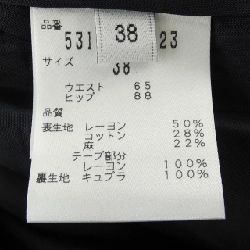 品番
531 23
38
サイズ
38
ウエスト 65
ヒップ 88
品質
表生地 レーヨン 50%
コットン 28%
麻 22%
テープ部分
レーヨン 100%
裏生地 キュプラ 100%